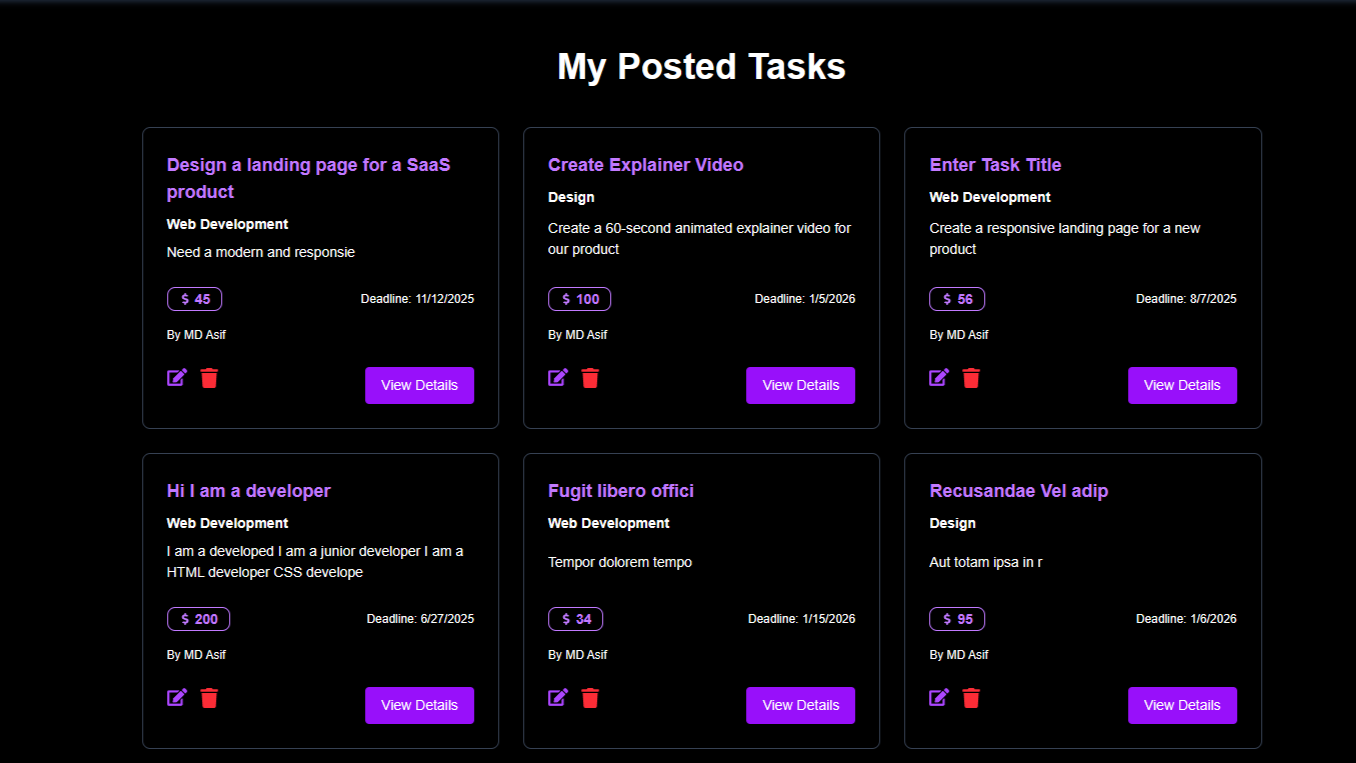 My Posted Tasks
Design a landing page for a SaaS
product
Web Development
Need a modern and responsie
$ 45
Deadline: 11/12/2025
By MD Asif
View Details
Create Explainer Video
Design
Create a 60-second animated explainer video for
our product
$ 100
Deadline: 1/5/2026
By MD Asif
View Details
Enter Task Title
Web Development
Create a responsive landing page for a new
product
$ 56
Deadline: 8/7/2025
By MD Asif
View Details
Hi I am a developer
Web Development
I am a developed I am a junior developer I am a
HTML developer CSS develope
$ 200
Deadline: 6/27/2025
By MD Asif
View Details
Fugit libero offici
Web Development
Tempor dolorem tempo
$ 34
Deadline: 1/15/2026
By MD Asif
View Details
Recusandae Vel adip
Design
Aut totam ipsa in r
$ 95
Deadline: 1/6/2026
By MD Asif
View Details